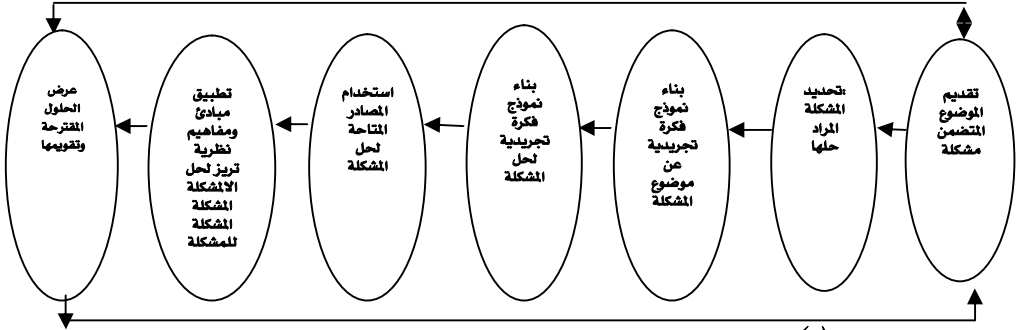 تقديم
الموضوع
المتضمن
مشكلة
:تحديد
المشكلة
المراد
حلها
بناء
نموذج
فكرة
تجريدية
عن
موضوع
المشكلة
بناء
نموذج
فكرة
تجريدية
لحل
المشكلة
استخدام
المصادر
المتاحة
لحل
المشكلة
تطبيق
مبادئ
ومفاهيم
نظرية
تريز لحل
الالمشكلة
المشكلة
المشكلة
للمشكلة
عرض
الحلول
المقترحة
وتقويمها